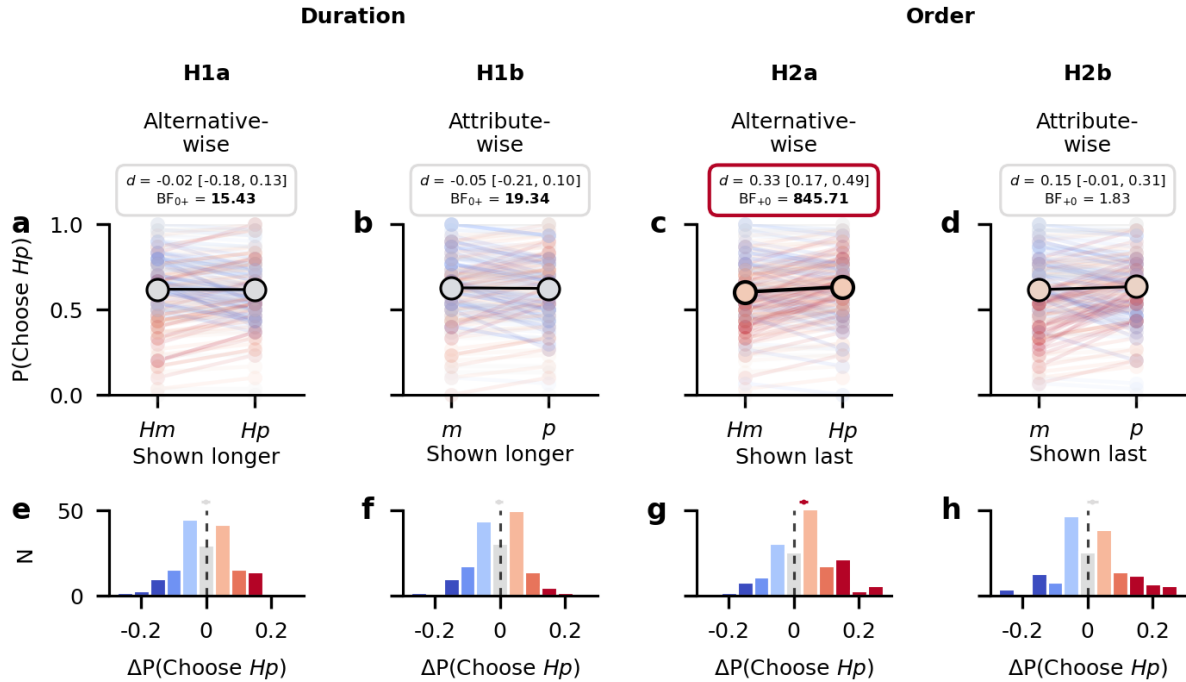 Duration
Order
H1a
H1b
H2a
H2b
Alternative-
wise
Attribute-
wise
Alternative-
wise
Attribute-
wise
d = -0.02 [-0.18, 0.13]
BF0+ = 15.43
d = -0.05 [-0.21, 0.10]
BF0+ = 19.34
d = 0.33 [0.17, 0.49]
BF+0 = 845.71
d = 0.15 [-0.01, 0.31]
BF+0 = 1.83
a
b
c
d
P(Choose Hp)
1.0
0.5
0.0
Hm Hp
Shown longer
m p
Shown longer
Hm Hp
Shown last
m p
Shown last
e
f
g
h
N
50
0
-0.2 0 0.2
ΔP(Choose Hp)
-0.2 0 0.2
ΔP(Choose Hp)
-0.2 0 0.2
ΔP(Choose Hp)
-0.2 0 0.2
ΔP(Choose Hp)